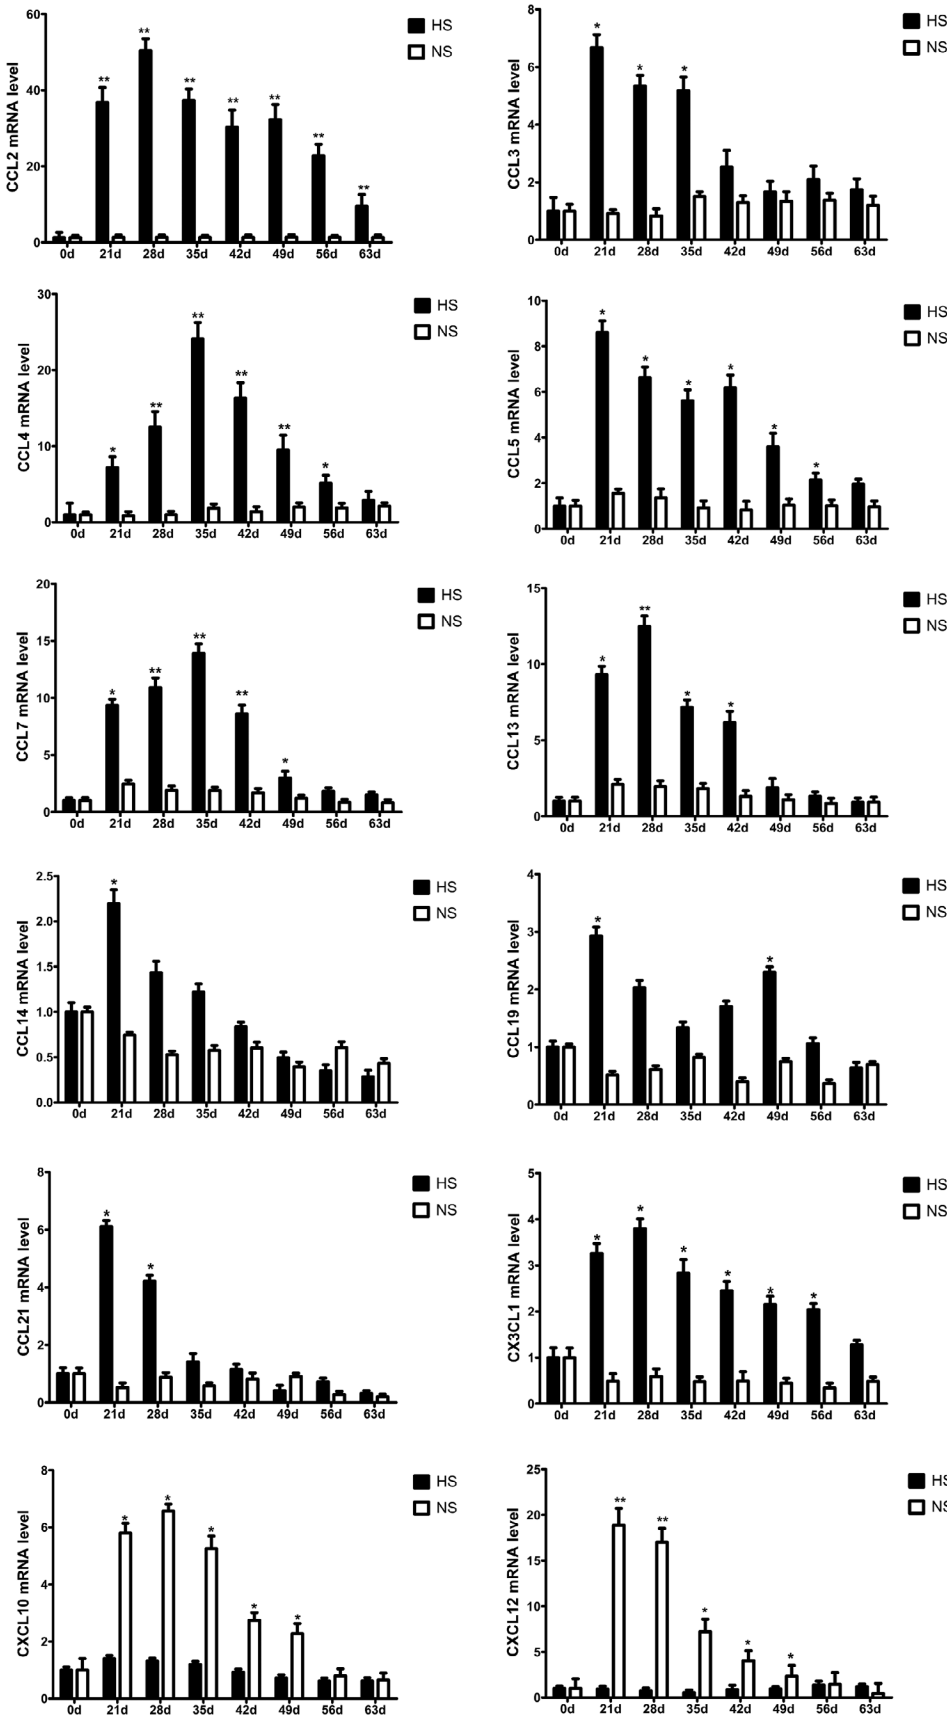 CCL2 mRNA level
60
40
20
0
** ** ** ** ** ** **
0d 21d 28d 35d 42d 49d 56d 63d
HS
NS
CCL3 mRNA level
8
6
4
2
0
* * *
0d 21d 28d 35d 42d 49d 56d 63d
HS
NS
CCL4 mRNA level
30
20
10
0
* ** ** ** ** *
0d 21d 28d 35d 42d 49d 56d 63d
HS
NS
CCL5 mRNA level
10
8
6
4
2
0
* * * * * *
0d 21d 28d 35d 42d 49d 56d 63d
HS
NS
CCL7 mRNA level
20
15
10
5
0
* ** ** ** *
0d 21d 28d 35d 42d 49d 56d 63d
HS
NS
CCL13 mRNA level
15
10
5
0
* ** * *
0d 21d 28d 35d 42d 49d 56d 63d
HS
NS
CCL14 mRNA level
2.5
2.0
1.5
1.0
0.5
0.0
*
0d 21d 28d 35d 42d 49d 56d 63d
HS
NS
CCL19 mRNA level
4
3
2
1
0
* *
0d 21d 28d 35d 42d 49d 56d 63d
HS
NS
CCL21 mRNA level
8
6
4
2
0
* *
0d 21d 28d 35d 42d 49d 56d 63d
HS
NS
CX3CL1 mRNA level
5
4
3
2
1
0
* * * * * *
0d 21d 28d 35d 42d 49d 56d 63d
HS
NS
CXCL10 mRNA level
8
6
4
2
0
* * * * *
0d 21d 28d 35d 42d 49d 56d 63d
HS
NS
CXCL12 mRNA level
25
20
15
10
5
0
** ** * * *
0d 21d 28d 35d 42d 49d 56d 63d
HS
NS